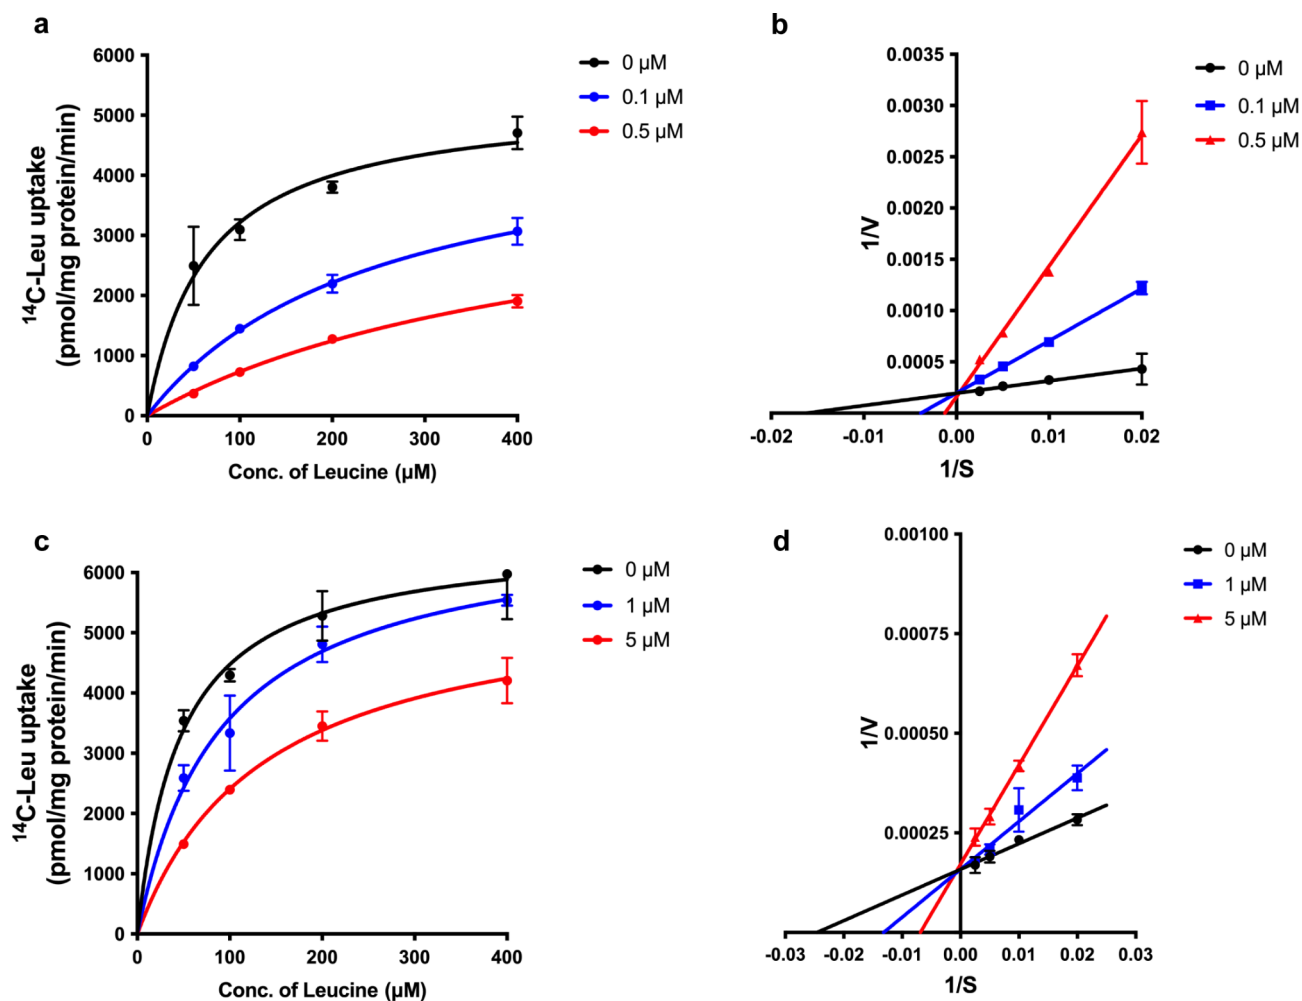 a
6000
5000
4000
3000
2000
1000
0
0
100
200
300
400
¹⁴C-Leu uptake
(pmol/mg protein/min)
Conc. of Leucine (µM)
0 µM
0.1 µM
0.5 µM
b
0.0035
0.0030
0.0025
0.0020
0.0015
0.0010
0.0005
-0.02
-0.01
0.00
0.01
0.02
1/V
1/S
0 µM
0.1 µM
0.5 µM
c
6000
5000
4000
3000
2000
1000
0
0
100
200
300
400
¹⁴C-Leu uptake
(pmol/mg protein/min)
Conc. of Leucine (µM)
0 µM
1 µM
5 µM
d
0.00100
0.00075
0.00050
0.00025
-0.03
-0.02
-0.01
0.00
0.01
0.02
0.03
1/V
1/S
0 µM
1 µM
5 µM